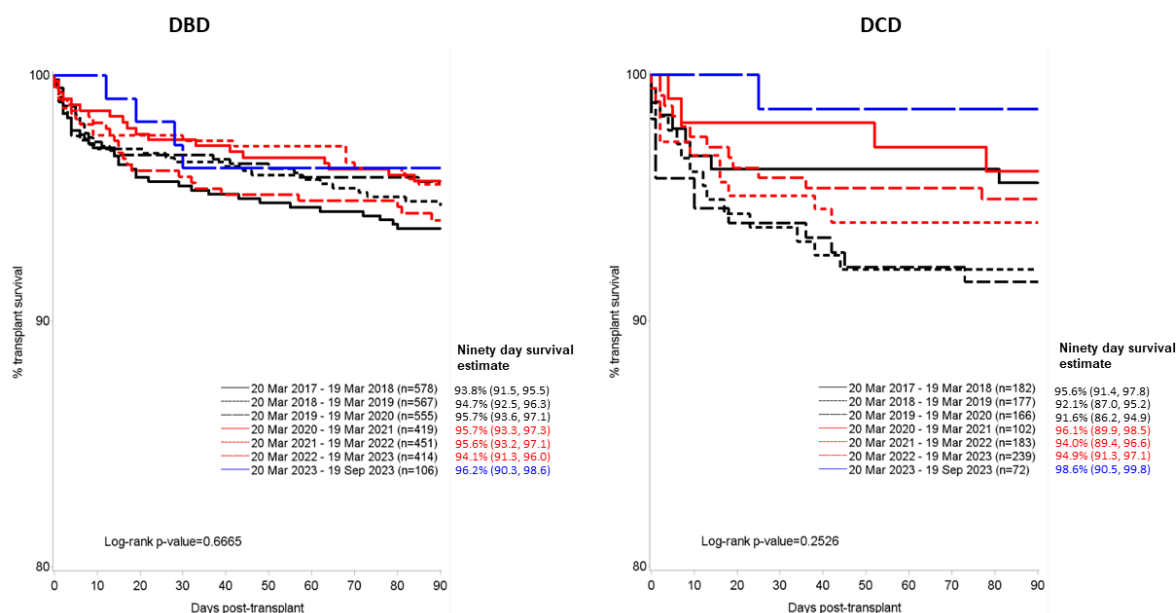 DBD
100
90
80
% transplant survival
Ninety day survival
estimate
20 Mar 2017 - 19 Mar 2018 (n=578) 93.8% (91.5, 95.5)
20 Mar 2018 - 19 Mar 2019 (n=567) 94.7% (92.5, 96.3)
20 Mar 2019 - 19 Mar 2020 (n=555) 95.7% (93.6, 97.1)
20 Mar 2020 - 19 Mar 2021 (n=419) 95.7% (93.3, 97.3)
20 Mar 2021 - 19 Mar 2022 (n=451) 95.6% (93.2, 97.1)
20 Mar 2022 - 19 Mar 2023 (n=414) 94.1% (91.3, 96.0)
20 Mar 2023 - 19 Sep 2023 (n=106) 96.2% (90.3, 98.6)
Log-rank p-value=0.6665
0 10 20 30 40 50 60 70 80 90
Days post-transplant
DCD
100
90
80
% transplant survival
Ninety day survival
estimate
20 Mar 2017 - 19 Mar 2018 (n=182) 95.6% (91.4, 97.8)
20 Mar 2018 - 19 Mar 2019 (n=177) 92.1% (87.0, 95.2)
20 Mar 2019 - 19 Mar 2020 (n=166) 91.6% (86.2, 94.9)
20 Mar 2020 - 19 Mar 2021 (n=102) 96.1% (89.9, 98.5)
20 Mar 2021 - 19 Mar 2022 (n=183) 94.0% (89.4, 96.6)
20 Mar 2022 - 19 Mar 2023 (n=239) 94.9% (91.3, 97.1)
20 Mar 2023 - 19 Sep 2023 (n=72) 98.6% (90.5, 99.8)
Log-rank p-value=0.2526
0 10 20 30 40 50 60 70 80 90
Days post-transplant